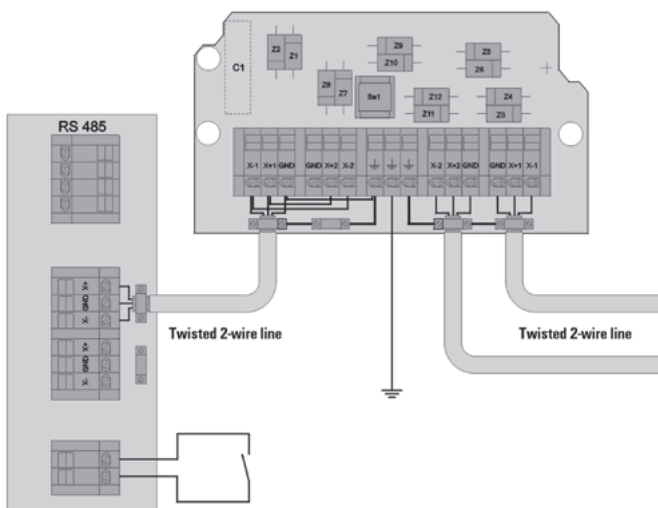 C1
Z2
Z1
Z9
Z10
Z5
Z6
Z8
Z7
Sa1
Z12
Z11
Z4
Z3
X-1 X+1 GND GND X+2 X-2 X-2 X+2 GND GND X+1 X-1
RS 485
X+
GND
X-
X+
GND
X-
Twisted 2-wire line
Twisted 2-wire line